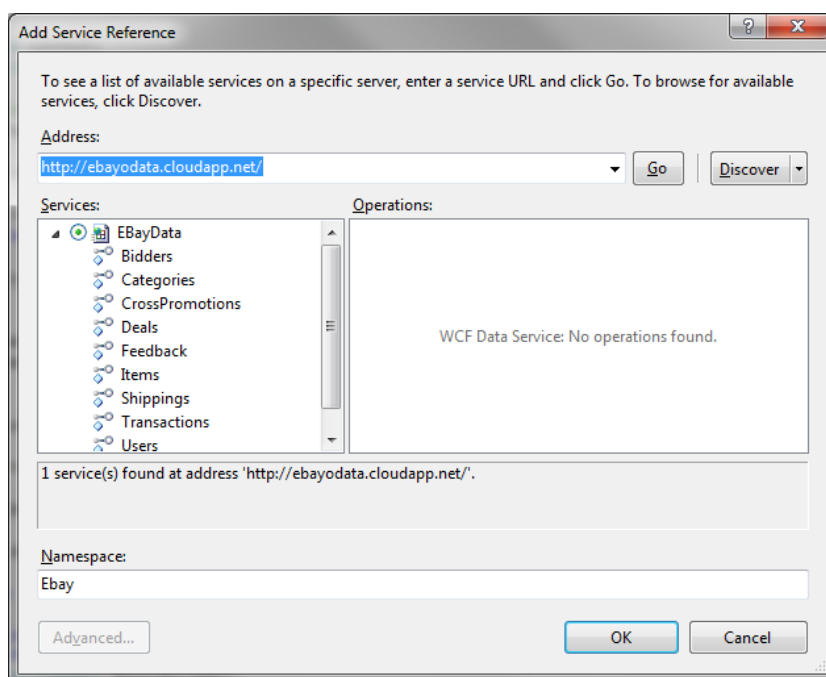 Add Service Reference
To see a list of available services on a specific server, enter a service URL and click Go. To browse for available
services, click Discover.
Address:
http://ebayodata.cloudapp.net/
Go
Discover
Services:
Operations:
EBayData
Bidders
Categories
CrossPromotions
Deals
Feedback
Items
Shippings
Transactions
Users
WCF Data Service: No operations found.
1 service(s) found at address 'http://ebayodata.cloudapp.net/'.
Namespace:
Ebay
Advanced...
OK
Cancel